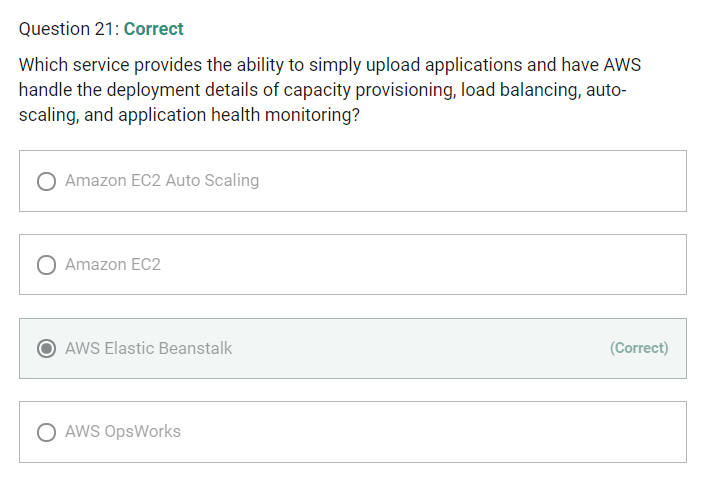 Question 21: Correct
Which service provides the ability to simply upload applications and have AWS
handle the deployment details of capacity provisioning, load balancing, auto-
scaling, and application health monitoring?
Amazon EC2 Auto Scaling
Amazon EC2
AWS Elastic Beanstalk (Correct)
AWS OpsWorks